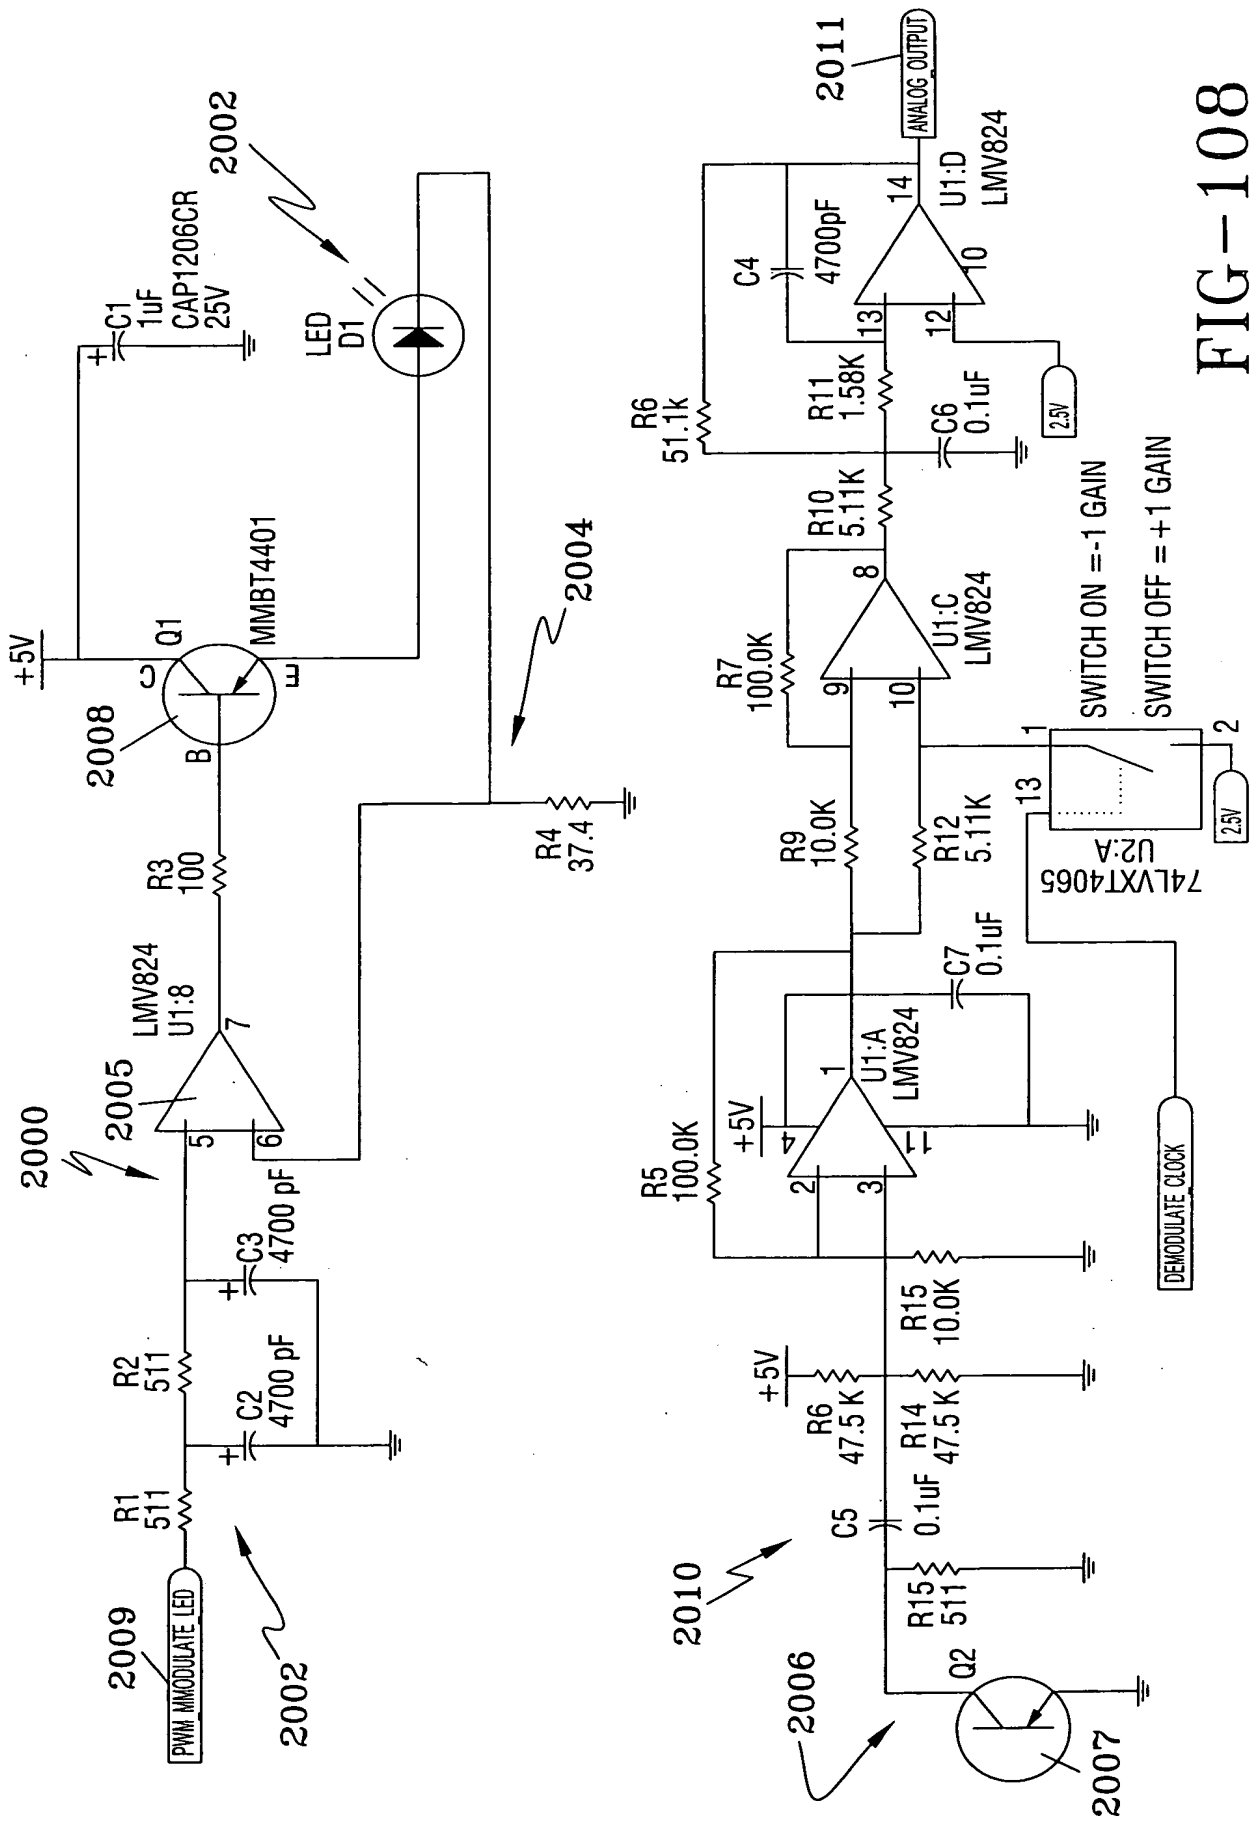 2000
2005
LMV824
U1:8
5
6
7
R3
100
2008
B
C
E
Q1
MMBT4401
+5V
+
C1
1uF
CAP1206CR
25V
2002
LED
D1
2009
PWM MMODULATE LED
R1
511
R2
511
+
C2
4700 pF
+
C3
4700 pF
2002
R4
37.4
2004
2010
2006
2007
Q2
R15
511
C5
0.1uF
+5V
R6
47.5 K
R14
47.5 K
R15
10.0K
R5
100.0K
2
3
+5V
4
11
1
U1:A
LMV824
C7
0.1uF
R9
10.0K
R12
5.11K
R7
100.0K
9
10
8
U1:C
LMV824
R10
5.11K
R6
51.1k
R11
1.58K
C6
0.1uF
C4
4700pF
13
12
10
14
U1:D
LMV824
2011
ANALOG_OUTPUT
2.5V
DEMODULATE_CLOCK
74LVXT4065
U2:A
13
1
2
2.5V
SWITCH ON =-1 GAIN
SWITCH OFF = +1 GAIN
FIG-108